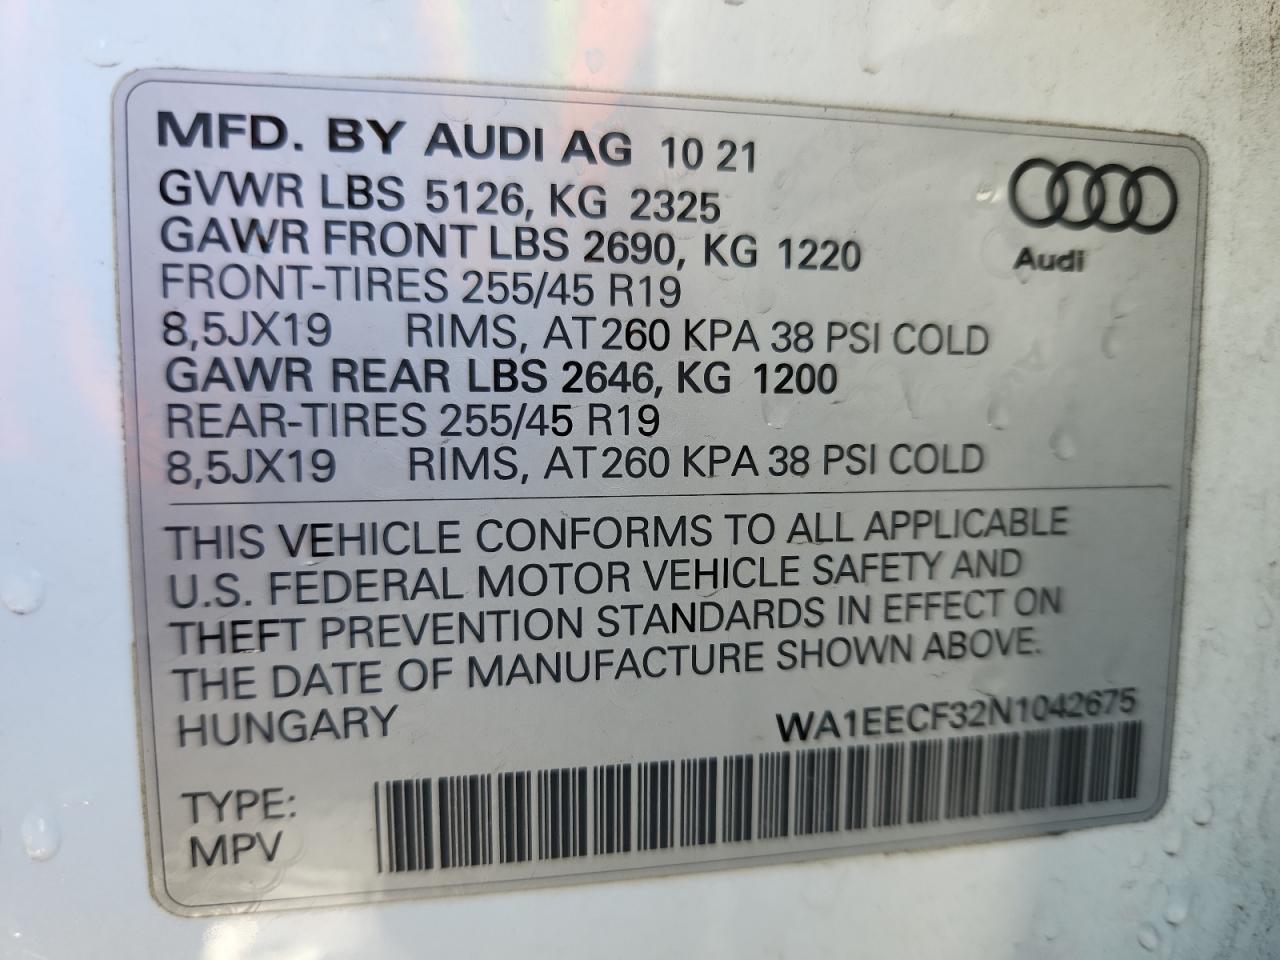 MFD. BY AUDI AG 10 21
GVWR LBS 5126, KG 2325
GAWR FRONT LBS 2690, KG 1220
FRONT-TIRES 255/45 R19
8,5JX19 RIMS, AT 260 KPA 38 PSI COLD
GAWR REAR LBS 2646, KG 1200
REAR-TIRES 255/45 R19
8,5JX19 RIMS, AT 260 KPA 38 PSI COLD
Audi
THIS VEHICLE CONFORMS TO ALL APPLICABLE
U.S. FEDERAL MOTOR VEHICLE SAFETY AND
THEFT PREVENTION STANDARDS IN EFFECT ON
THE DATE OF MANUFACTURE SHOWN ABOVE.
HUNGARY WA1EECF32N1042675
TYPE:
MPV